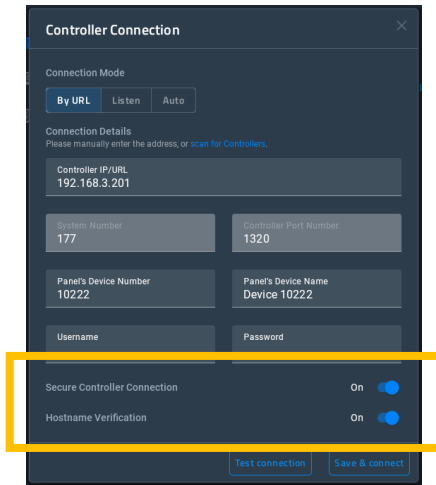 Controller Connection
Connection Mode
By URL Listen Auto
Connection Details
Please manually enter the address, or scan for Controllers.
Controller IP/URL
192.168.3.201
System Number Controller Port Number
177 1320
Panel's Device Number Panel's Device Name
10222 Device 10222
Username Password
Secure Controller Connection On
Hostname Verification On
Test connection Save & connect